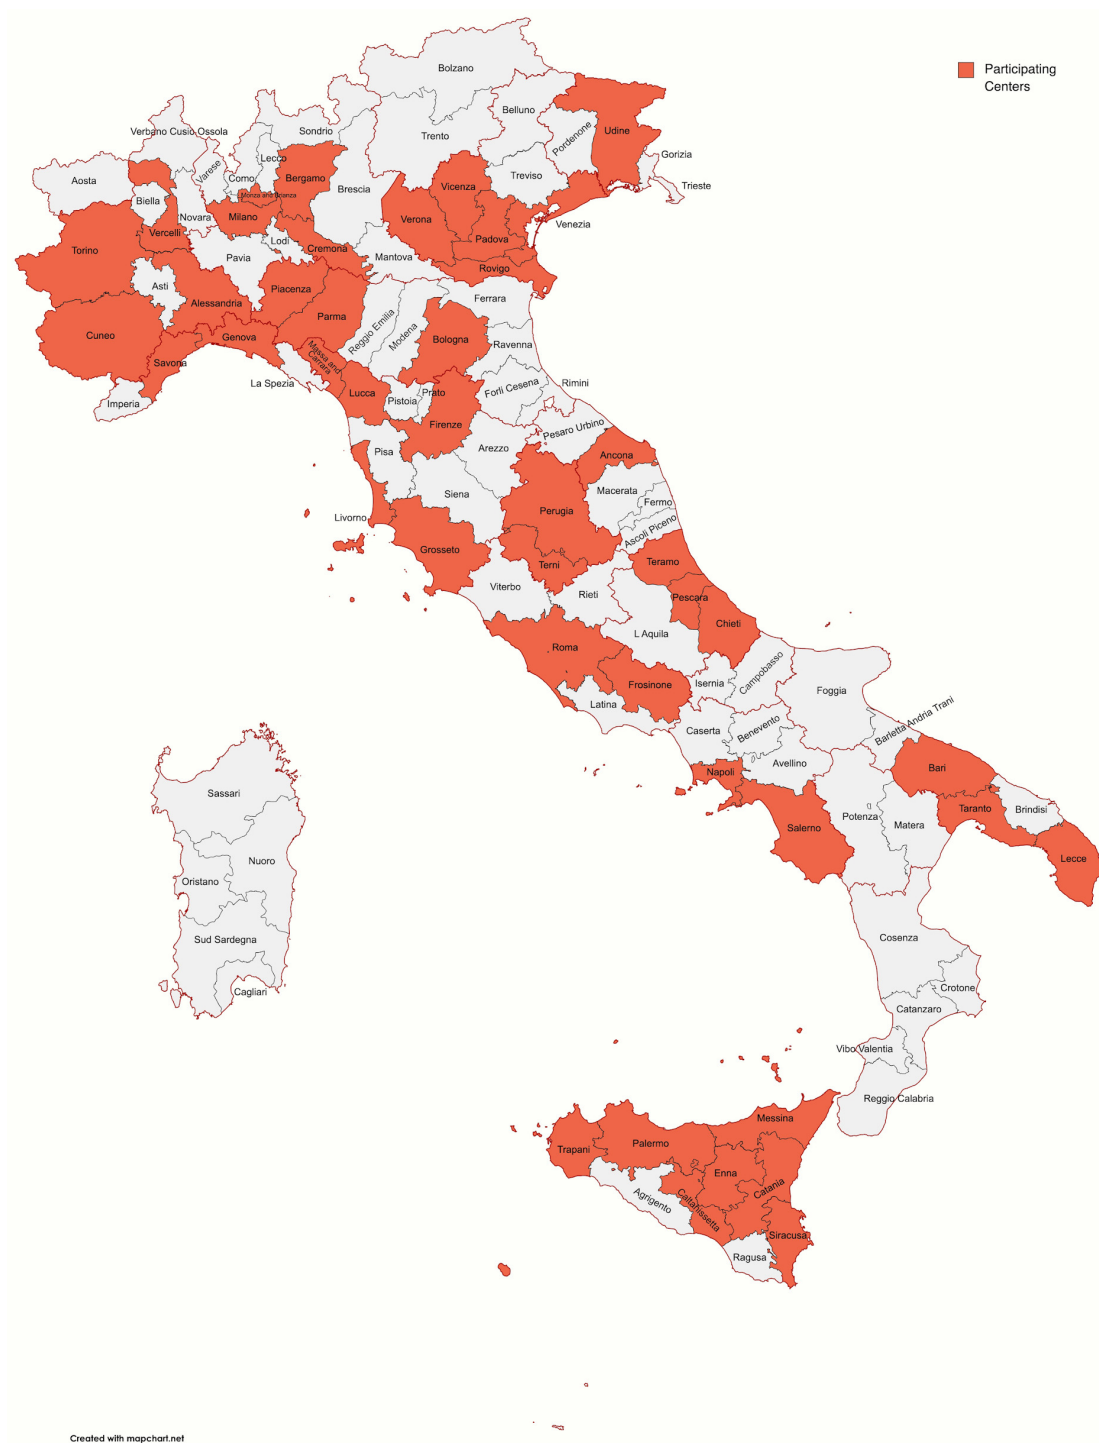 Participating
Centers
Bolzano
Belluno
Udine
Pordenone
Trento
Sondrio
Verbano Cusio Ossola
Gorizia
Lecco
Varese
Como
Bergamo
Treviso
Aosta
Trieste
Vicenza
Brescia
Monza and Brianza
Biella
Novara
Milano
Verona
Venezia
Vercelli
Padova
Lodi
Torino
Cremona
Pavia
Mantova
Rovigo
Asti
Piacenza
Alessandria
Ferrara
Parma
Reggio Emilia
Modena
Cuneo
Genova
Bologna
Ravenna
Massa and
Carrara
Savona
La Spezia
Rimini
Forlì Cesena
Lucca
Prato
Pistoia
Imperia
Firenze
Pesaro Urbino
Arezzo
Pisa
Ancona
Macerata
Siena
Fermo
Perugia
Livorno
Ascoli Piceno
Grosseto
Teramo
Terni
Viterbo
Rieti
Pescara
Chieti
L Aquila
Roma
Campobasso
Frosinone
Isernia
Foggia
Latina
Barletta Andria Trani
Caserta
Benevento
Avellino
Bari
Napoli
Sassari
Taranto
Brindisi
Potenza
Matera
Salerno
Lecce
Nuoro
Oristano
Sud Sardegna
Cosenza
Cagliari
Crotone
Catanzaro
Vibo Valentia
Reggio Calabria
Messina
Palermo
Trapani
Enna
Catania
Agrigento
Caltanissetta
Siracusa
Ragusa
Created with mapchart.net